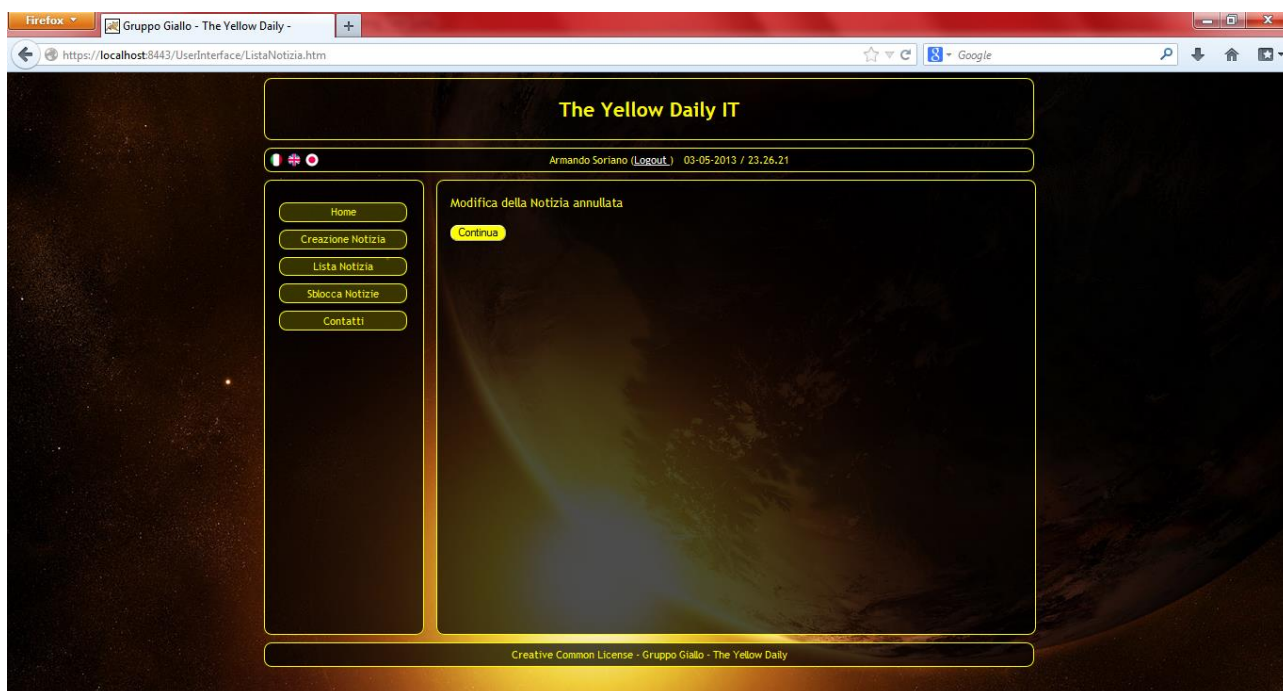 Firefox
Gruppo Giallo - The Yellow Daily -
https://localhost:8443/UserInterface/ListaNotizia.htm
Google
The Yellow Daily IT
Armando Soriano (Logout ) 03-05-2013 / 23.26.21
Home
Creazione Notizia
Lista Notizia
Sblocca Notizie
Contatti
Modifica della Notizia annullata
Continua
Creative Common License - Gruppo Giallo - The Yellow Daily